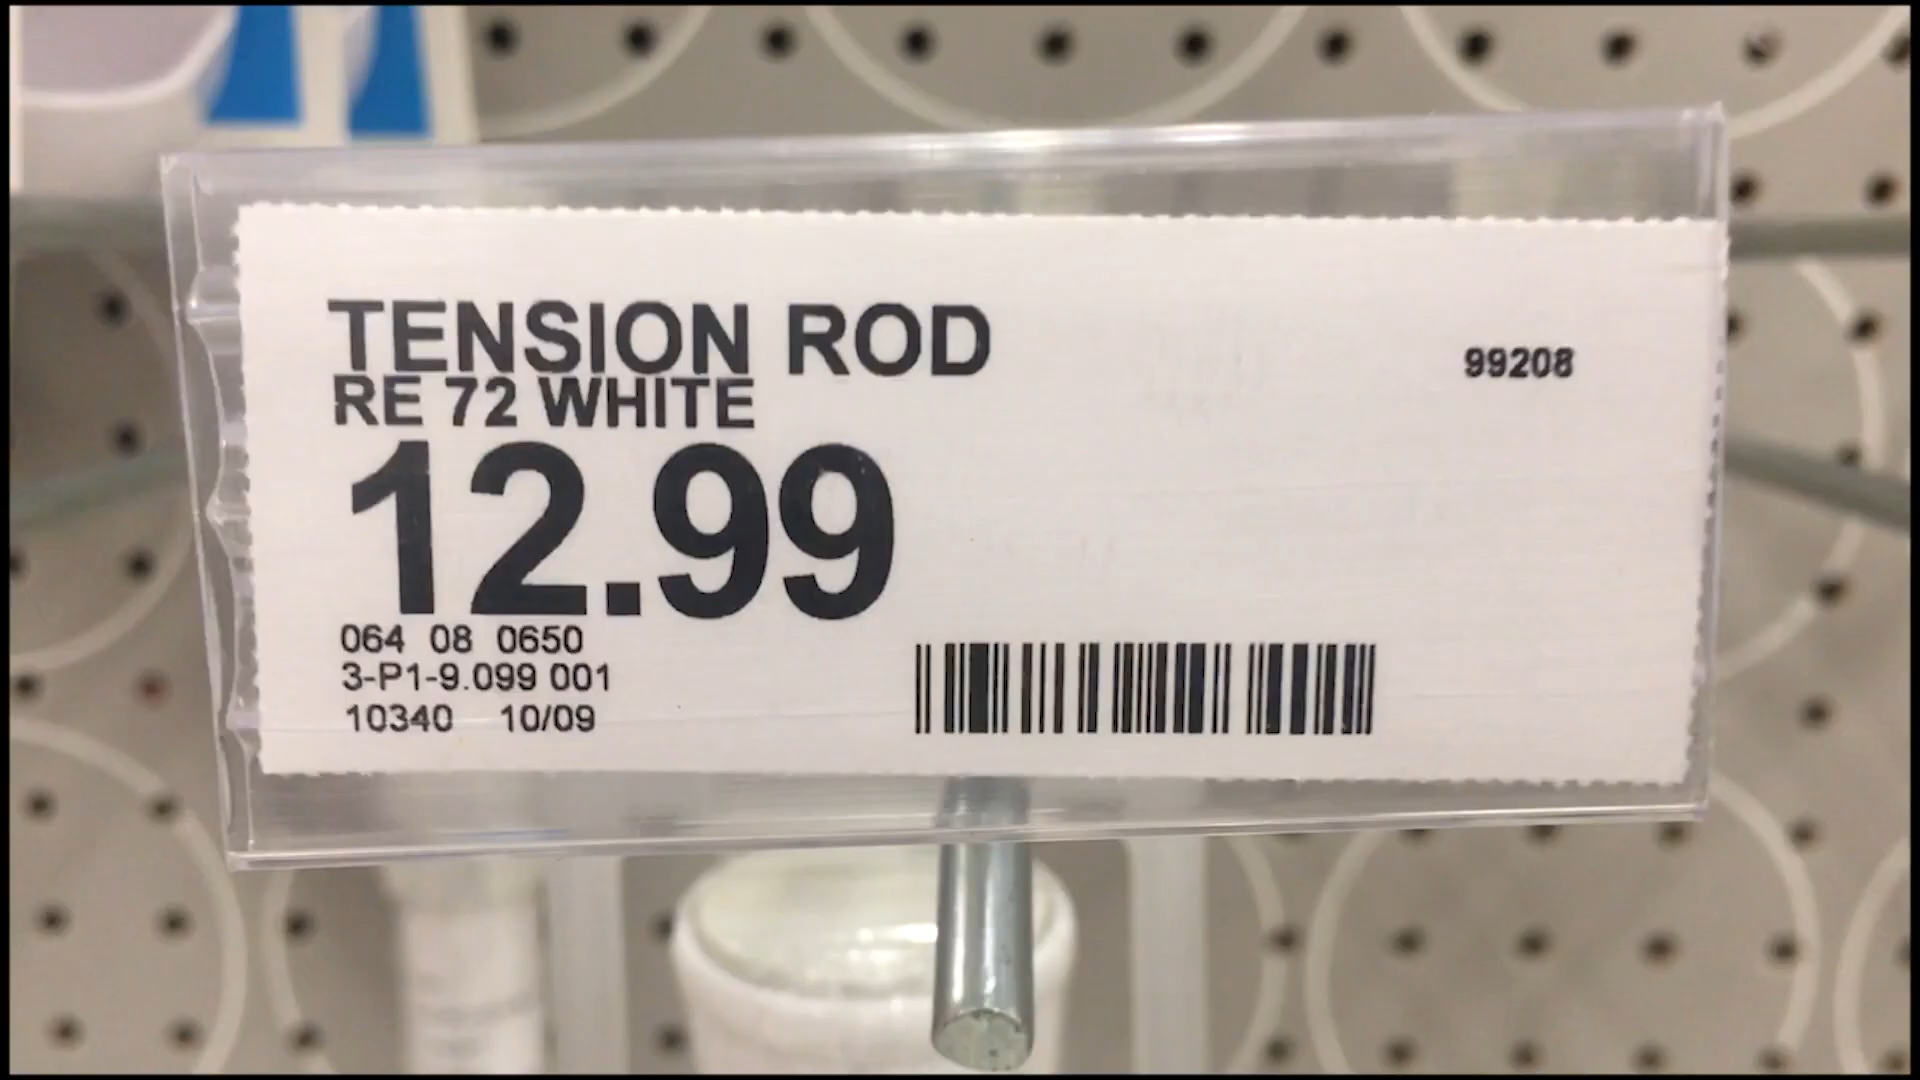 TENSION ROD
99208
RE 72 WHITE
12.99
064 08 0650
3-P1-9.099 001
10340 10/09